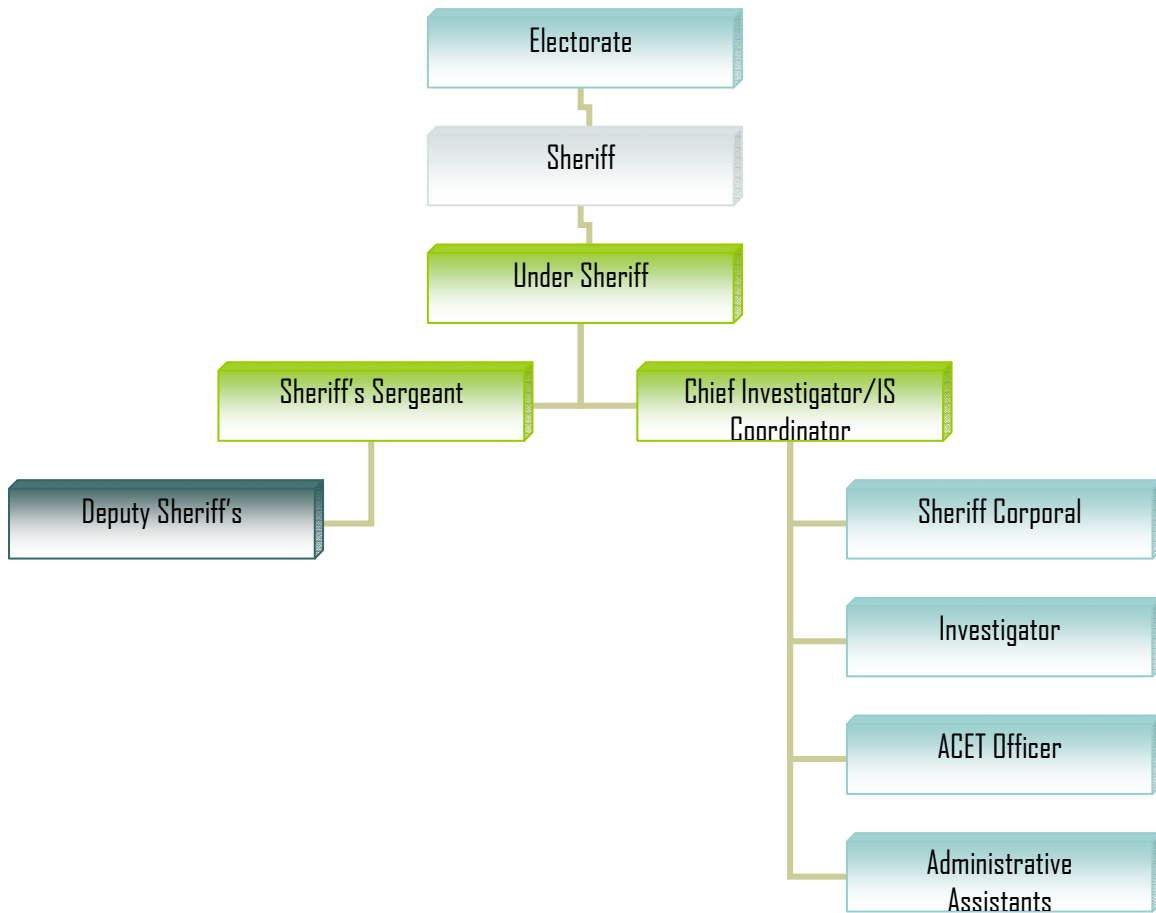 Electorate
Sheriff
Under Sheriff
Sheriff's Sergeant
Chief Investigator/IS
Coordinator
Deputy Sheriff's
Sheriff Corporal
Investigator
ACET Officer
Administrative
Assistants